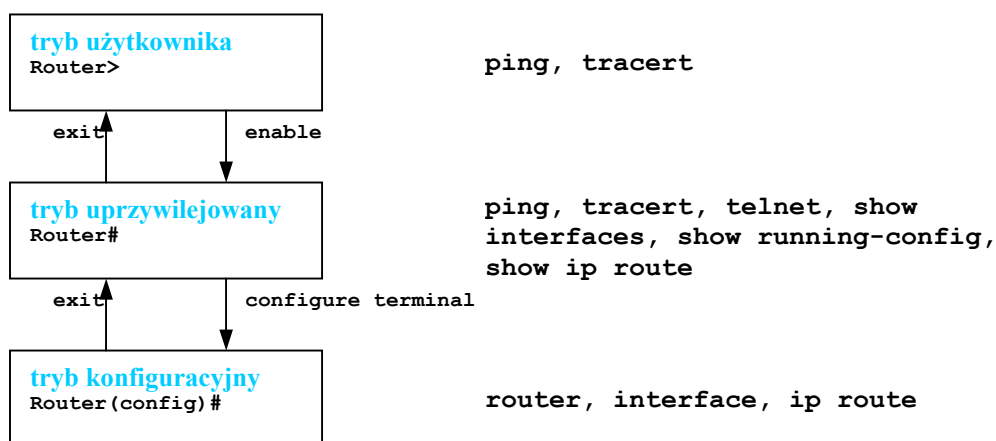 tryb użytkownika
Router>
ping, tracert
exit
enable
tryb uprzywilejowany
Router#
ping, tracert, telnet, show
interfaces, show running-config,
show ip route
exit
configure terminal
tryb konfiguracyjny
Router(config)#
router, interface, ip route